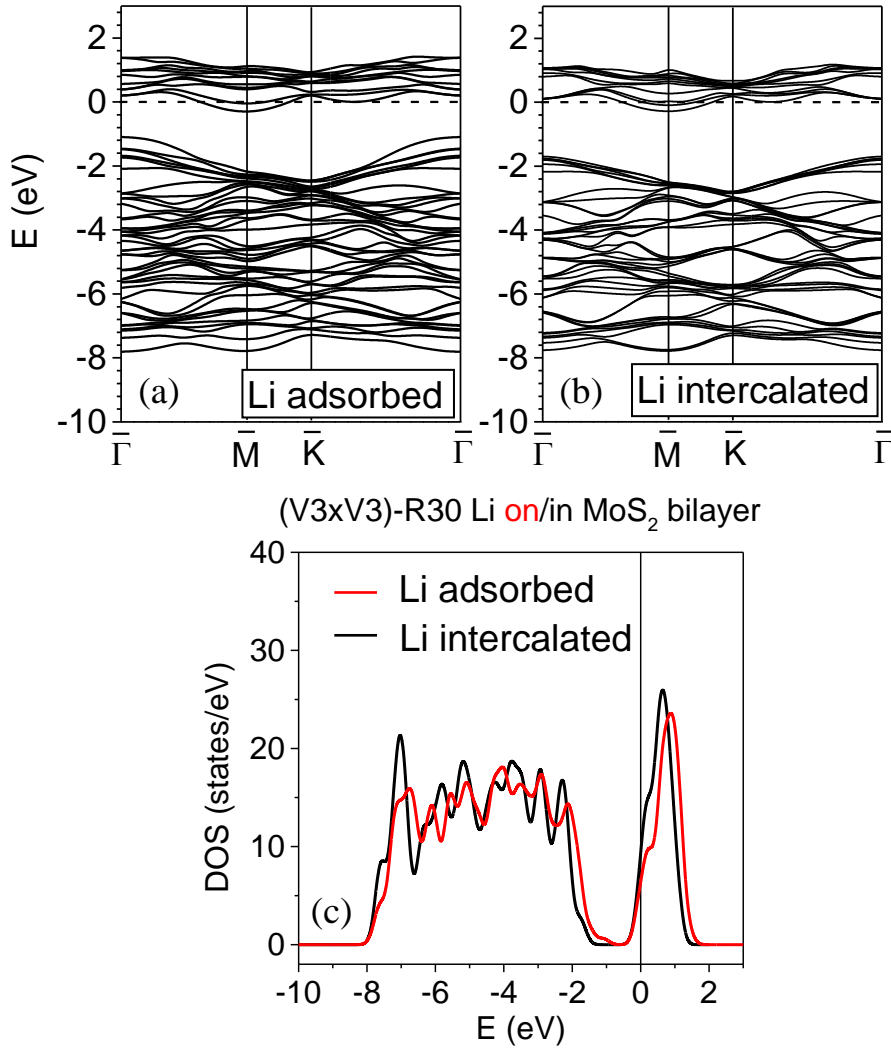 2
0
-2
-4
-6
-8
-10
E (eV)
(a)
Li adsorbed
Γ̅ M̅ K̅ Γ̅
2
0
-2
-4
-6
-8
-10
(b)
Li intercalated
Γ̅ M̅ K̅ Γ̅
(V3xV3)-R30 Li on/in MoS₂ bilayer
40
30
20
10
0
DOS (states/eV)
Li adsorbed
Li intercalated
(c)
-10 -8 -6 -4 -2 0 2
E (eV)